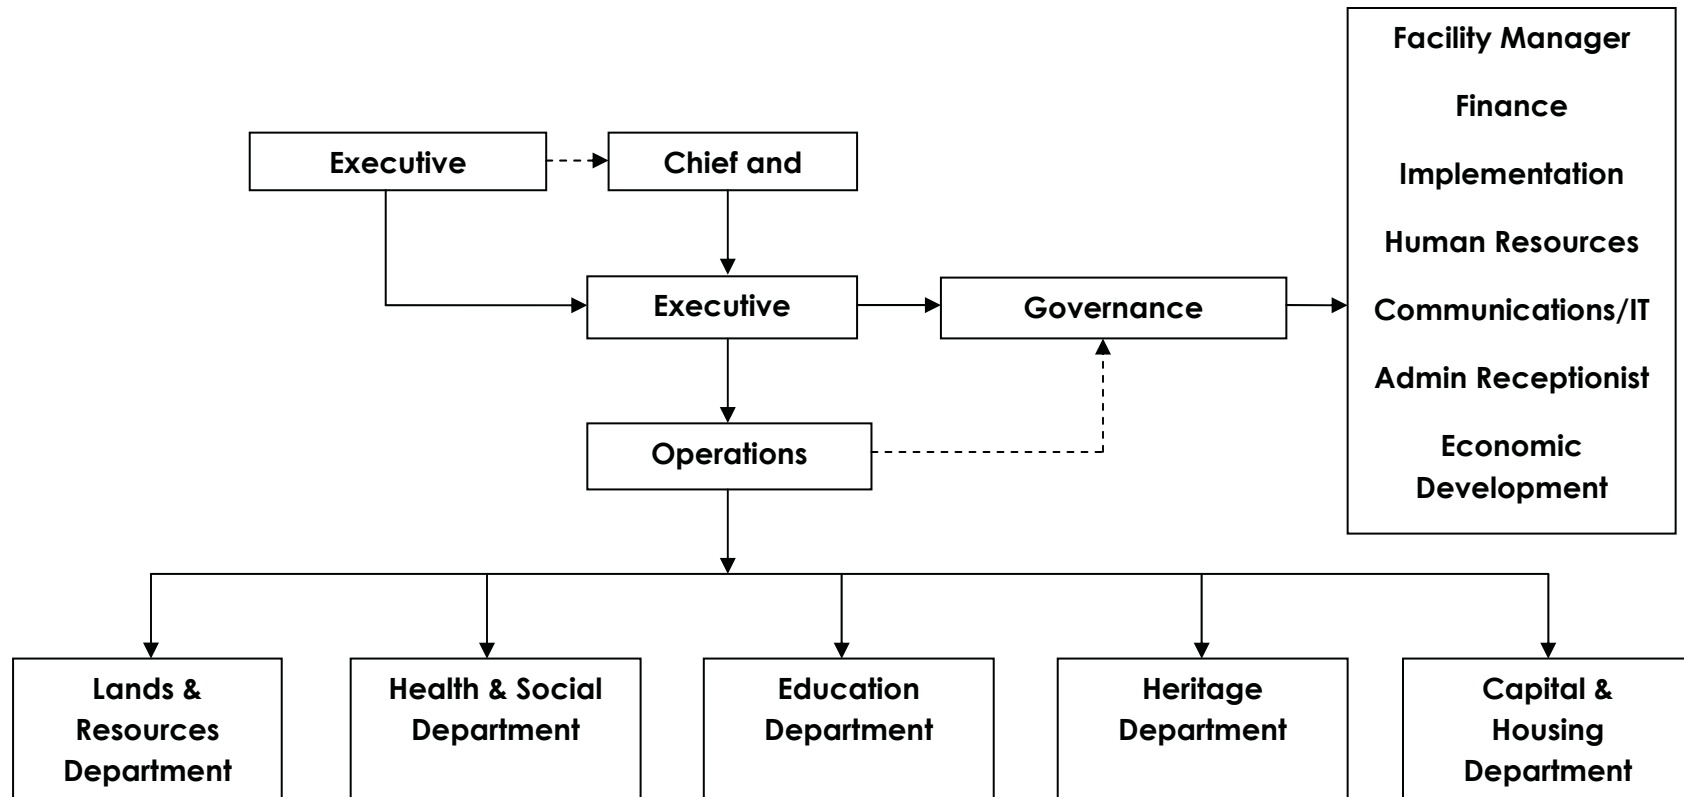 Facility Manager
Finance
Implementation
Human Resources
Communications/IT
Admin Receptionist
Economic
Development
Executive
Chief and
Executive
Governance
Operations
Lands &
Resources
Department
Health & Social
Department
Education
Department
Heritage
Department
Capital &
Housing
Department